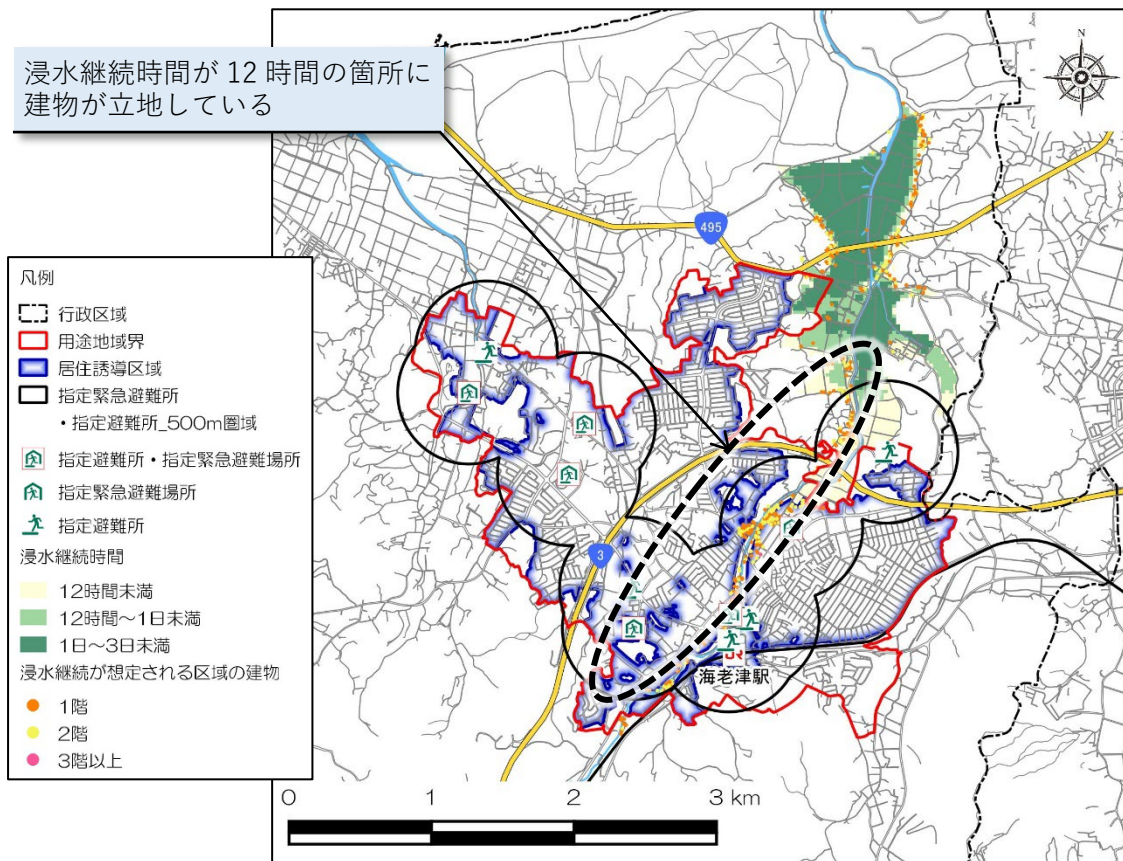 浸水継続時間が 12 時間の箇所に
建物が立地している
N
495
凡例
行政区域
用途地域界
居住誘導区域
指定緊急避難所
・指定避難所_500m圏域
指定避難所・指定緊急避難場所
指定緊急避難場所
指定避難所
浸水継続時間
12時間未満
12時間~1日未満
1日~3日未満
浸水継続が想定される区域の建物
1階
2階
3階以上
3
海老津駅
0 1 2 3 km